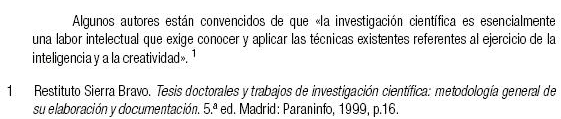 Algunos autores están convencidos de que «la investigación científica es esencialmente
una labor intelectual que exige conocer y aplicar las técnicas existentes referentes al ejercicio de la
inteligencia y a la creatividad». 1
1 Restituto Sierra Bravo. Tesis doctorales y trabajos de investigación científica: metodología general de
su elaboración y documentación. 5.ª ed. Madrid: Paraninfo, 1999, p.16.